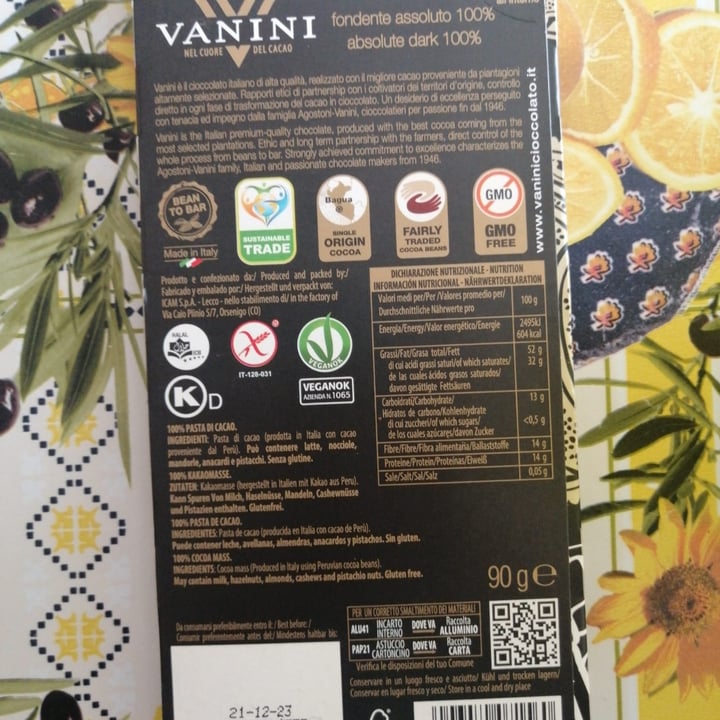 VANINI
NEL CUORE DEL CACAO
fondente assoluto 100%
absolute dark 100%
Vanini è il cioccolato italiano di alta qualità, realizzato con il migliore cacao proveniente da piantagioni
altamente selezionate. Rapporti etici di partnership con i coltivatori dei territori d'origine, controllo
diretto in ogni fase di trasformazione del cacao in cioccolato. Un desiderio di eccellenza perseguito
con tenacia ed impegno dalla famiglia Agostoni-Vanini, cioccolatieri per passione fin dal 1946.
Vanini is the Italian premium-quality chocolate, produced with the best cocoa coming from the
most selected plantations. Ethic and long term partnership with the farmers, direct control of the
whole process from beans to bar. Strongly achieved commitment to excellence characterizes the
Agostoni-Vanini family, Italian and passionate chocolate makers from 1946.
www.vaninicioccolato.it
BEAN
TO BAR
Made in Italy
SUSTAINABLE
TRADE
Bagua
SINGLE
ORIGIN
COCOA
FAIRLY
TRADED
COCOA BEANS
GMO
GMO
FREE
Prodotto e confezionato da:/ Produced and packed by:/
Fabricado y embalado por:/ Hergestellt und verpackt von:
ICAM S.p.A. - Lecco - nello stabilimento di/ in the factory of
Via Caio Plinio 5/7, Orsenigo (CO)
HALAL
IT-128-031
VEGANOK
VEGANOK
AZIENDA N.1065
K D
DICHIARAZIONE NUTRIZIONALE - NUTRITION
INFORMACIÓN NUTRICIONAL - NÄHRWERTDEKLARATION
Valori medi per/Per /Valores promedio per/
Durchschnittliche Nährwerte pro
100 g
Energia/Energy/Valor energético/Energie
2495kJ
604 kcal
Grassi/Fat/Grasa total/Fett
52 g
di cui acidi grassi saturi/of which saturates/
32 g
de las cuales ácidos grasos saturados/
davon gesättigte Fettsäuren
Carboidrati/Carbohydrate/
13 g
Hidratos de carbono/Kohlenhydrate
di cui zuccheri/of which sugars/
<0,5 g
de los cuales azúcares/davon Zucker
Fibre/Fibre/Fibra alimentaria/Ballaststoffe
14 g
Proteine/Protein/Proteínas/Eiweiß
14 g
Sale/Salt/Sal/Salz
0,05 g
100% PASTA DI CACAO.
INGREDIENTI: Pasta di cacao (prodotta in Italia con cacao
proveniente dal Perù). Può contenere latte, nocciole,
mandorle, anacardi e pistacchi. Senza glutine.
100% KAKAOMASSE.
ZUTATEN: Kakaomasse (hergestellt in Italien mit Kakao aus Peru).
Kann Spuren Von Milch, Haselnüsse, Mandeln, Cashewnüsse
und Pistazien enthalten. Glutenfrei.
100% PASTA DE CACAO.
INGREDIENTES: Pasta de cacao (producida en Italia con cacao de Perú).
Puede contener leche, avellanas, almendras, anacardos y pistachos. Sin gluten.
100% COCOA MASS.
INGREDIENTS: Cocoa mass (Produced in Italy using Peruvian cocoa beans).
May contain milk, hazelnuts, almonds, cashews and pistachio nuts. Gluten free.
90 g e
Da consumarsi preferibilmente entro il: / Best before: /
Consumir preferentemente antes del:/ Mindestens haltbar bis:
21-12-23
PER UN CORRETTO SMALTIMENTO DEI MATERIALI
ALU41 INCARTO INTERNO DOVE VA Raccolta ALLUMINIO
PAP21 ASTUCCIO CARTONCINO DOVE VA Raccolta CARTA
Verifica le disposizioni del tuo Comune
Conservare in un luogo fresco e asciutto/ Kühl und trocken lagern/
Conservar en lugar fresco y seco/ Store in a cool and dry place